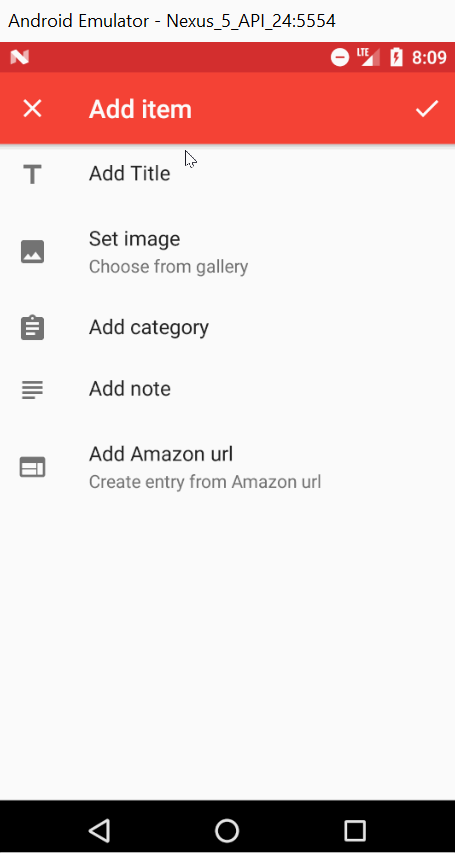 Android Emulator - Nexus_5_API_24:5554
LTE 8:09
Add item
Add Title
Set image
Choose from gallery
Add category
Add note
Add Amazon url
Create entry from Amazon url